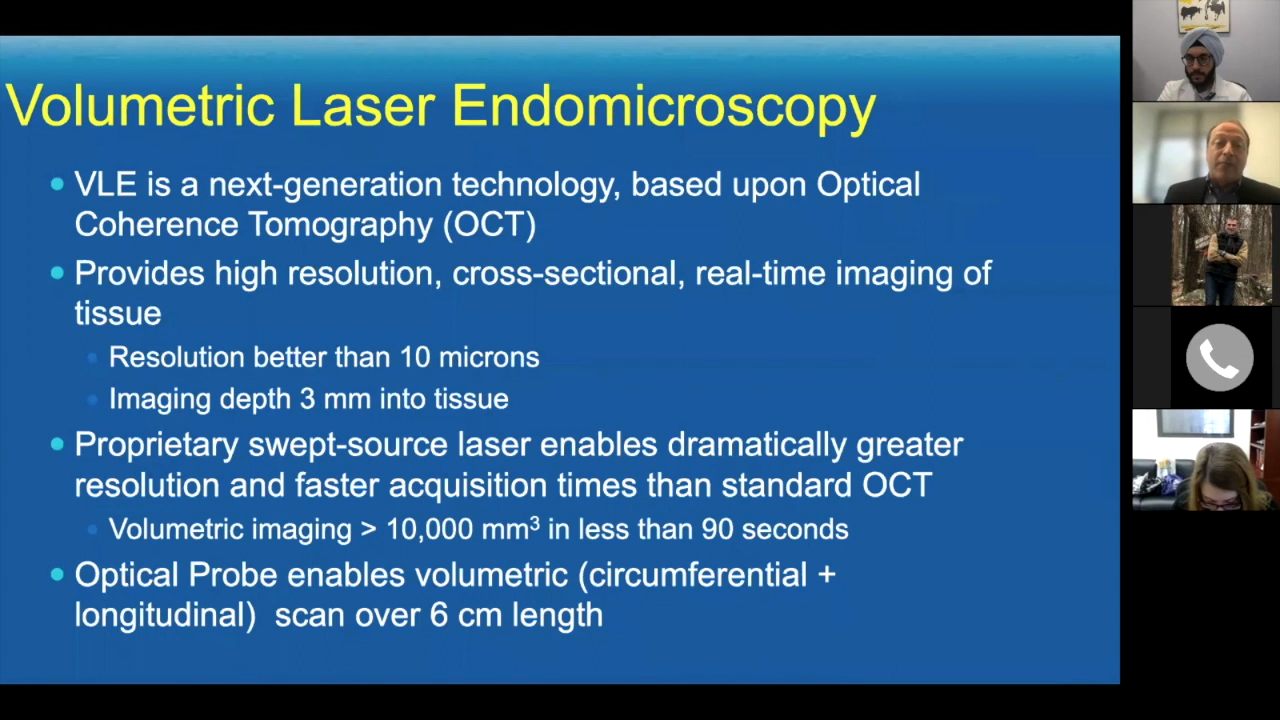 Volumetric Laser Endomicroscopy
• VLE is a next-generation technology, based upon Optical
Coherence Tomography (OCT)
• Provides high resolution, cross-sectional, real-time imaging of
tissue
• Resolution better than 10 microns
• Imaging depth 3 mm into tissue
• Proprietary swept-source laser enables dramatically greater
resolution and faster acquisition times than standard OCT
• Volumetric imaging > 10,000 mm³ in less than 90 seconds
• Optical Probe enables volumetric (circumferential +
longitudinal)  scan over 6 cm length